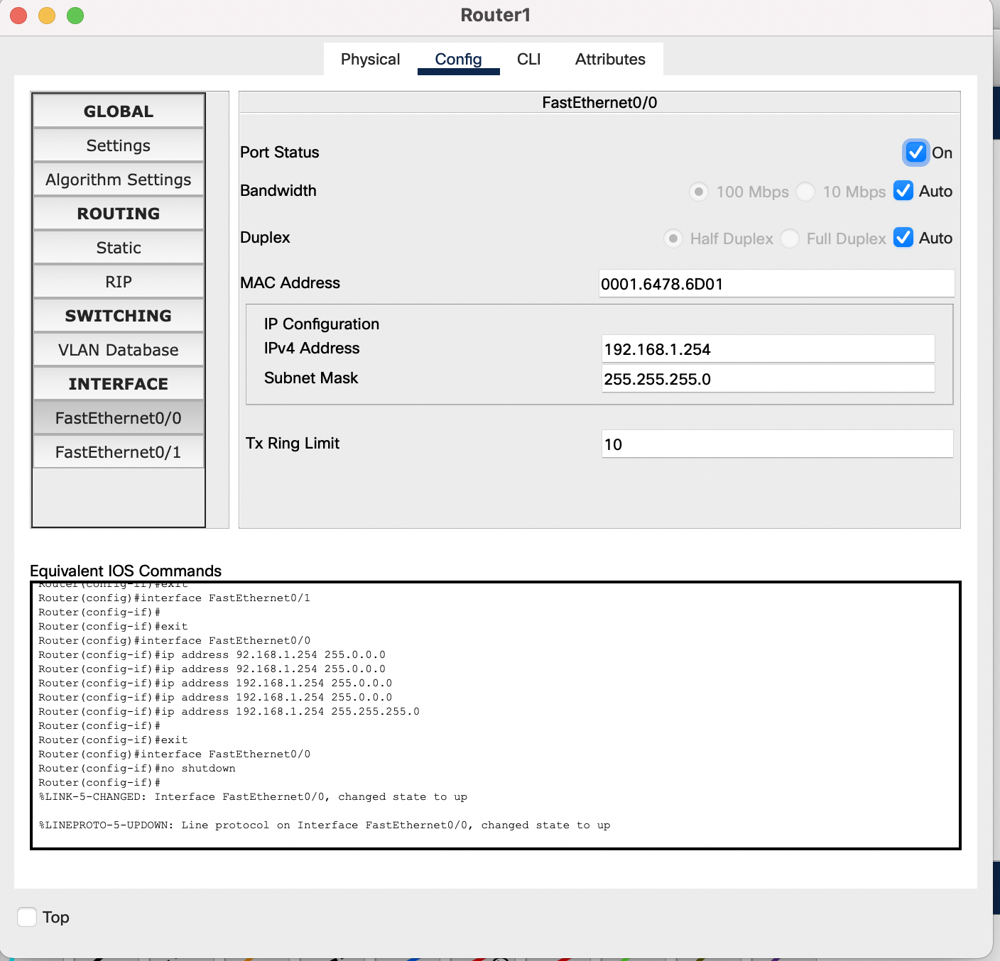 Router1
Physical Config CLI Attributes
GLOBAL
Settings
Algorithm Settings
ROUTING
Static
RIP
SWITCHING
VLAN Database
INTERFACE
FastEthernet0/0
FastEthernet0/1
FastEthernet0/0
Port Status On
Bandwidth 100 Mbps 10 Mbps Auto
Duplex Half Duplex Full Duplex Auto
MAC Address 0001.6478.6D01
IP Configuration
IPv4 Address 192.168.1.254
Subnet Mask 255.255.255.0
Tx Ring Limit 10
Equivalent IOS Commands
Router(config-if)#exit
Router(config)#interface FastEthernet0/1
Router(config-if)#
Router(config-if)#exit
Router(config)#interface FastEthernet0/0
Router(config-if)#ip address 92.168.1.254 255.0.0.0
Router(config-if)#ip address 92.168.1.254 255.0.0.0
Router(config-if)#ip address 192.168.1.254 255.0.0.0
Router(config-if)#ip address 192.168.1.254 255.0.0.0
Router(config-if)#ip address 192.168.1.254 255.255.255.0
Router(config-if)#
Router(config-if)#exit
Router(config)#interface FastEthernet0/0
Router(config-if)#no shutdown
Router(config-if)#
%LINK-5-CHANGED: Interface FastEthernet0/0, changed state to up
%LINEPROTO-5-UPDOWN: Line protocol on Interface FastEthernet0/0, changed state to up
Top